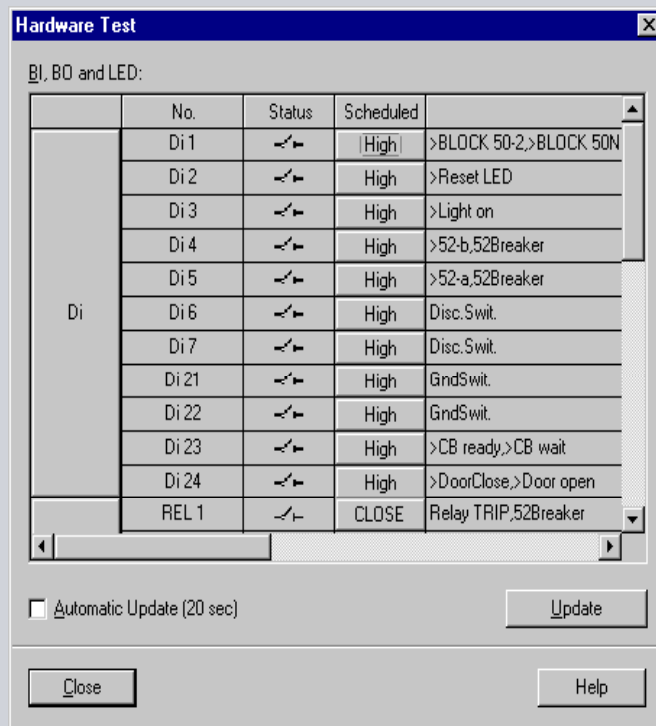 Hardware Test
BI, BO and LED:
No. Status Scheduled
Di
Di 1 High >BLOCK 50-2,>BLOCK 50N
Di 2 High >Reset LED
Di 3 High >Light on
Di 4 High >52-b,52Breaker
Di 5 High >52-a,52Breaker
Di 6 High Disc.Swit.
Di 7 High Disc.Swit.
Di 21 High GndSwit.
Di 22 High GndSwit.
Di 23 High >CB ready,>CB wait
Di 24 High >DoorClose,>Door open
REL 1 CLOSE Relay TRIP,52Breaker
Automatic Update (20 sec)
Update
Close
Help